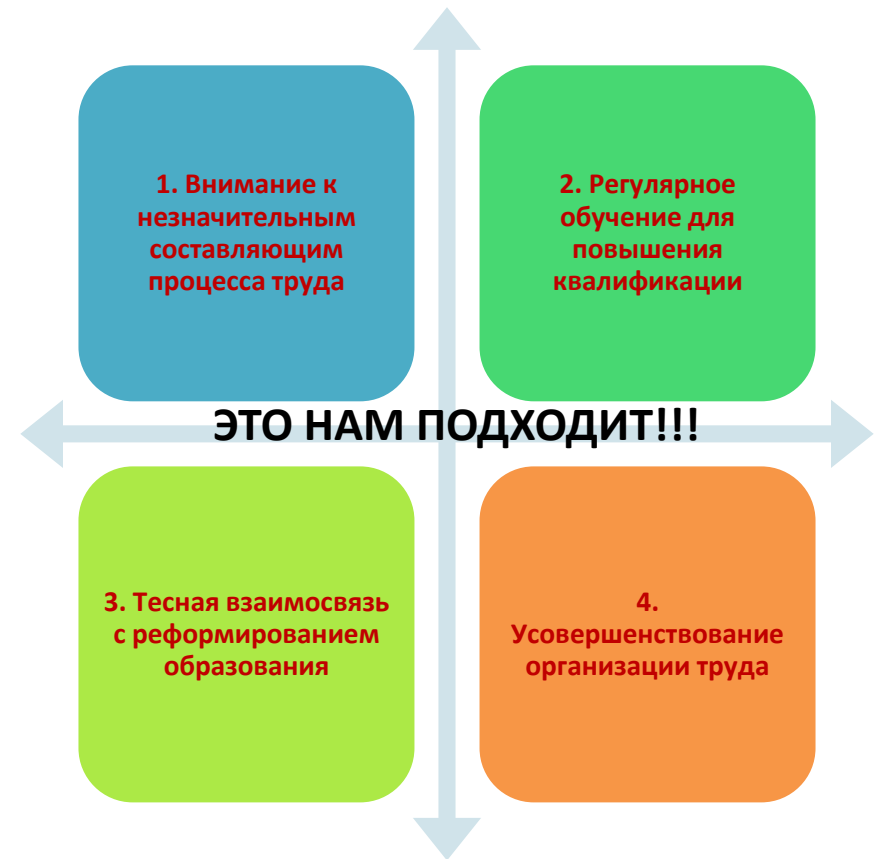 1. Внимание к
незначительным
составляющим
процесса труда
2. Регулярное
обучение для
повышения
квалификации
ЭТО НАМ ПОДХОДИТ!!!
3. Тесная взаимосвязь
с реформированием
образования
4.
Усовершенствование
организации труда